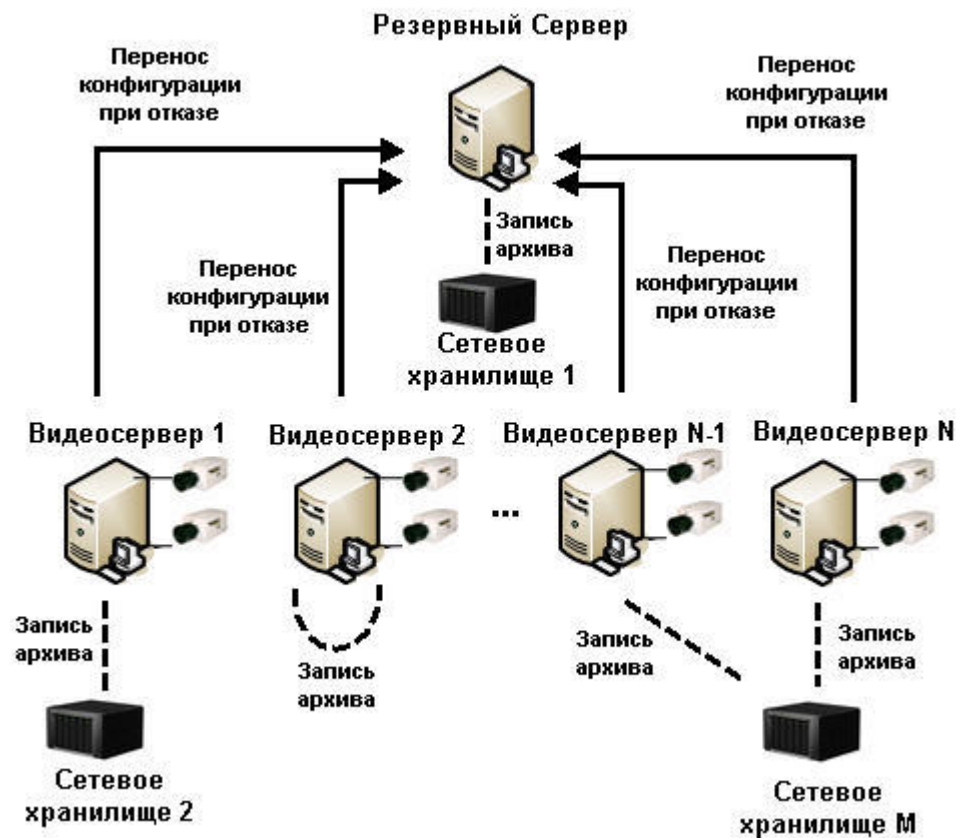 Резервный Сервер
Перенос
конфигурации
при отказе
Перенос
конфигурации
при отказе
Запись
архива
Перенос
конфигурации
при отказе
Перенос
конфигурации
при отказе
Сетевое
хранилище 1
Видеосервер 1
Видеосервер 2
Видеосервер N-1
Видеосервер N
...
Запись
архива
Запись
архива
Запись
архива
Запись
архива
Сетевое
хранилище 2
Сетевое
хранилище М